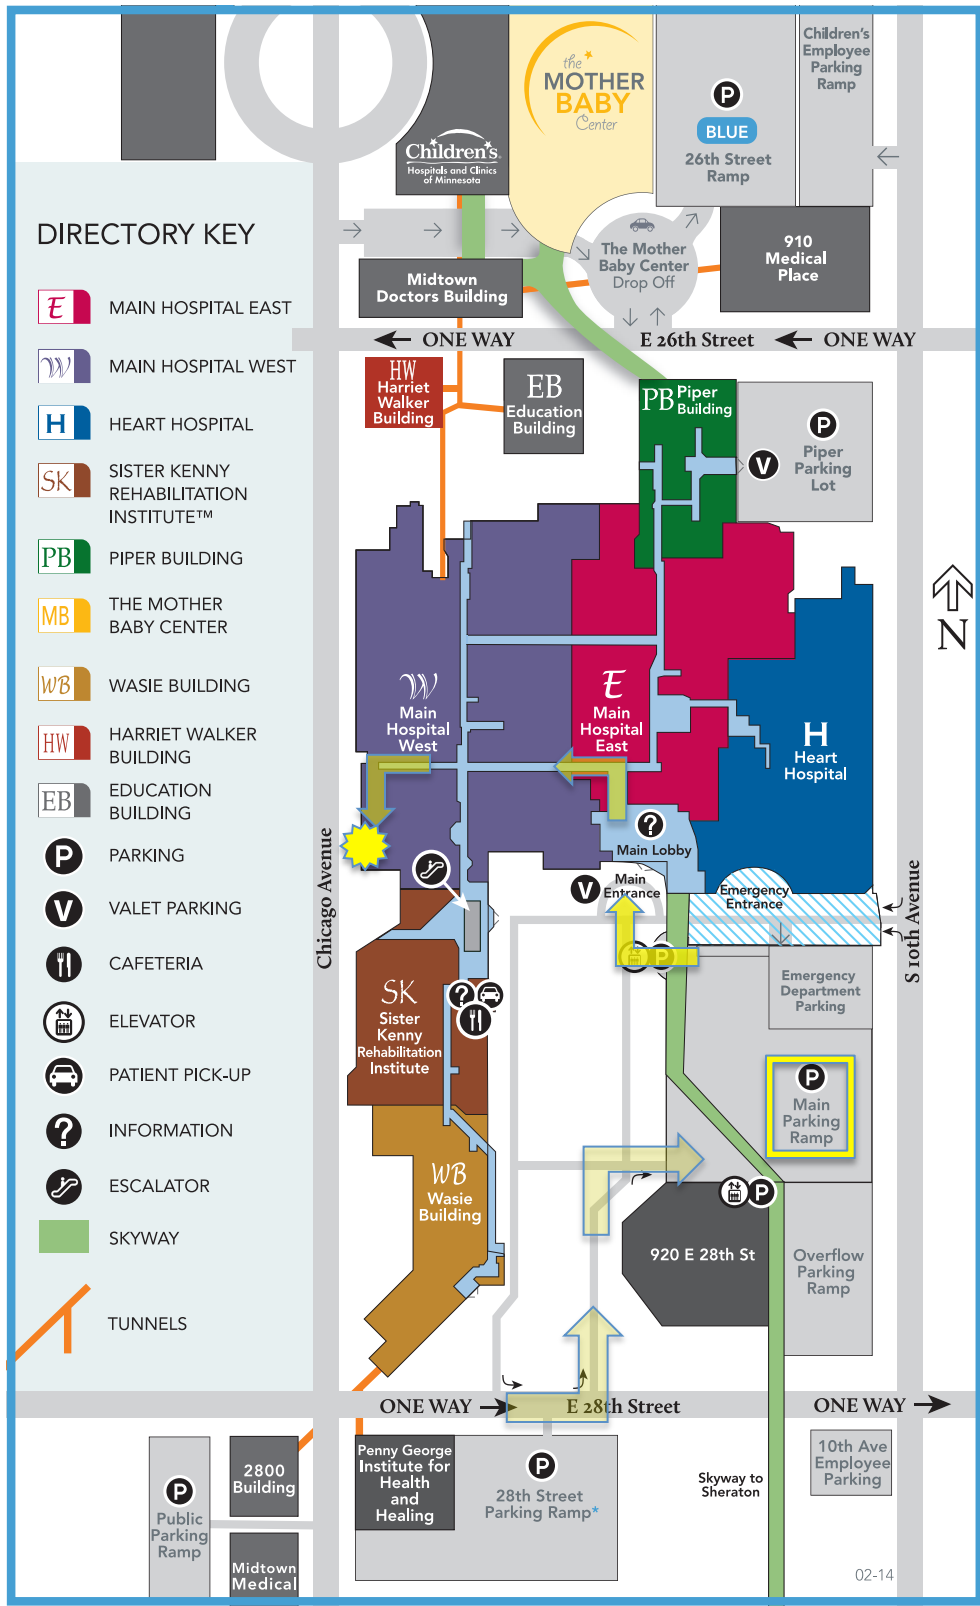 DIRECTORY KEY
E
MAIN HOSPITAL EAST
W
MAIN HOSPITAL WEST
H
HEART HOSPITAL
SK
SISTER KENNY
REHABILITATION
INSTITUTE™
PB
PIPER BUILDING
MB
THE MOTHER
BABY CENTER
WB
WASIE BUILDING
HW
HARRIET WALKER
BUILDING
EB
EDUCATION
BUILDING
P
PARKING
V
VALET PARKING
CAFETERIA
ELEVATOR
PATIENT PICK-UP
?
INFORMATION
ESCALATOR
SKYWAY
TUNNELS
Children's
Hospitals and Clinics
of Minnesota
the
MOTHER
BABY
Center
P
BLUE
26th Street
Ramp
Children's
Employee
Parking
Ramp
Midtown
Doctors Building
The Mother
Baby Center
Drop Off
910
Medical
Place
ONE WAY
E 26th Street
ONE WAY
HW
Harriet
Walker
Building
EB
Education
Building
PB Piper
Building
V
P
Piper
Parking
Lot
N
W
Main
Hospital
West
E
Main
Hospital
East
H
Heart
Hospital
?
Main Lobby
V
Main
Entrance
Emergency
Entrance
Chicago Avenue
S 10th Avenue
P
Emergency
Department
Parking
SK
Sister
Kenny
Rehabilitation
Institute
?
P
Main
Parking
Ramp
WB
Wasie
Building
P
920 E 28th St
Overflow
Parking
Ramp
ONE WAY
E 28th Street
ONE WAY
Penny George
Institute for
Health
and
Healing
P
28th Street
Parking Ramp*
Skyway to
Sheraton
10th Ave
Employee
Parking
P
Public
Parking
Ramp
2800
Building
Midtown
Medical
02-14